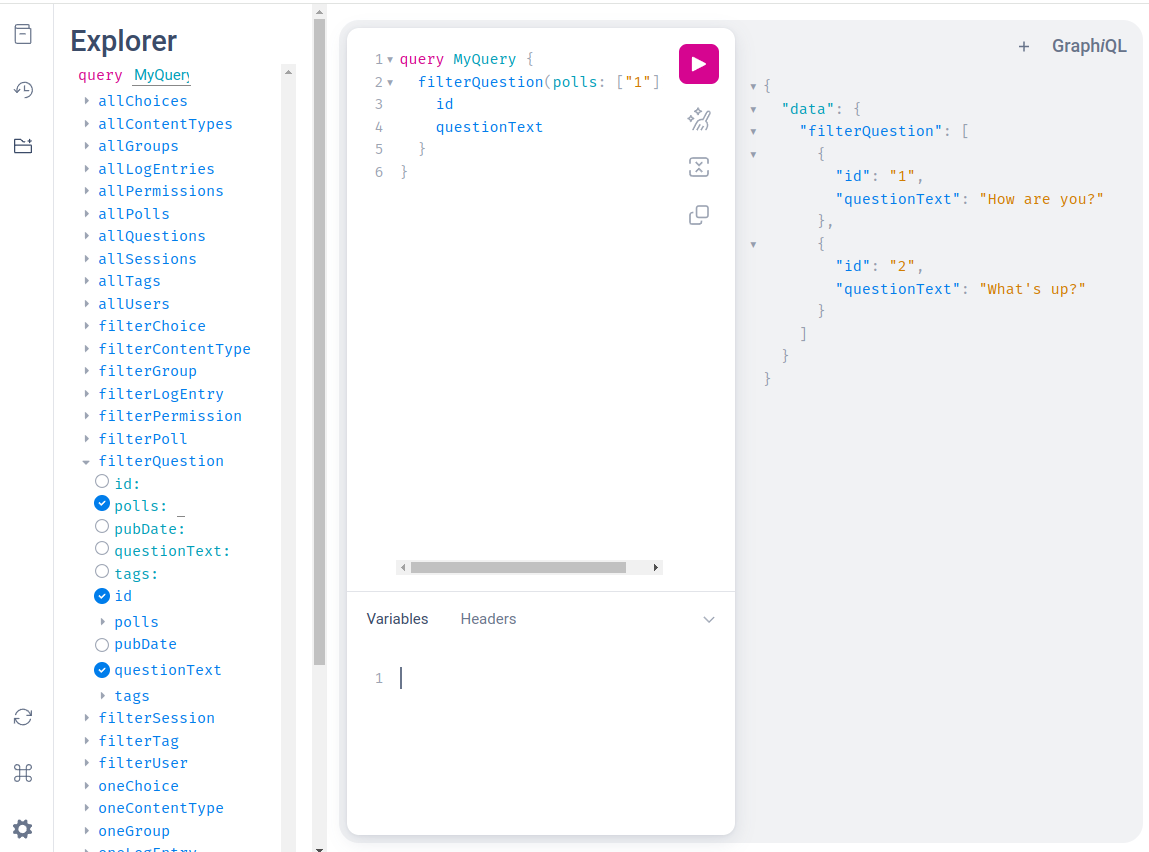 Explorer
query MyQuery
allChoices
allContentTypes
allGroups
allLogEntries
allPermissions
allPolls
allQuestions
allSessions
allTags
allUsers
filterChoice
filterContentType
filterGroup
filterLogEntry
filterPermission
filterPoll
filterQuestion
id:
polls: _
pubDate:
questionText:
tags:
id
polls
pubDate
questionText
tags
filterSession
filterTag
filterUser
oneChoice
oneContentType
oneGroup
oneLogEntry
1 query MyQuery {
2 filterQuestion(polls: ["1"]
3 id
4 questionText
5 }
6 }
Variables Headers
1
+ GraphiQL
{
"data": {
"filterQuestion": [
{
"id": "1",
"questionText": "How are you?"
},
{
"id": "2",
"questionText": "What's up?"
}
]
}
}